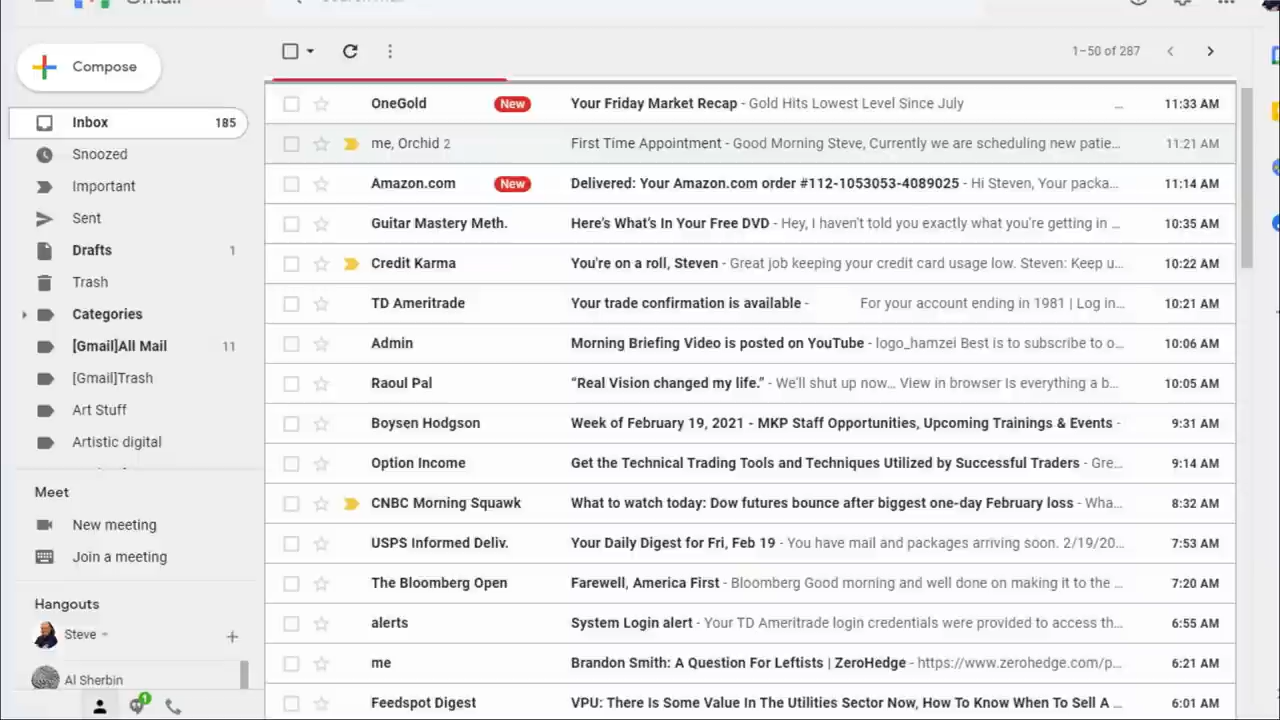 Gmail
Search mail
Compose
1–50 of 287
Inbox 185
Snoozed
Important
Sent
Drafts 1
Trash
Categories
[Gmail]All Mail 11
[Gmail]Trash
Art Stuff
Artistic digital
Meet
New meeting
Join a meeting
Hangouts
Steve
Al Sherbin
1
OneGold New Your Friday Market Recap - Gold Hits Lowest Level Since July ... 11:33 AM
me, Orchid 2 First Time Appointment - Good Morning Steve, Currently we are scheduling new patie... 11:21 AM
Amazon.com New Delivered: Your Amazon.com order #112-1053053-4089025 - Hi Steven, Your packa... 11:14 AM
Guitar Mastery Meth. Here's What's In Your Free DVD - Hey, I haven't told you exactly what you're getting in ... 10:35 AM
Credit Karma You're on a roll, Steven - Great job keeping your credit card usage low. Steven: Keep u... 10:22 AM
TD Ameritrade Your trade confirmation is available - For your account ending in 1981 | Log in... 10:21 AM
Admin Morning Briefing Video is posted on YouTube - logo_hamzei Best is to subscribe to o... 10:06 AM
Raoul Pal “Real Vision changed my life.” - We'll shut up now... View in browser Is everything a b... 10:05 AM
Boysen Hodgson Week of February 19, 2021 - MKP Staff Opportunities, Upcoming Trainings & Events - 9:31 AM
Option Income Get the Technical Trading Tools and Techniques Utilized by Successful Traders - Gre... 9:14 AM
CNBC Morning Squawk What to watch today: Dow futures bounce after biggest one-day February loss - Wha... 8:32 AM
USPS Informed Deliv. Your Daily Digest for Fri, Feb 19 - You have mail and packages arriving soon. 2/19/20... 7:53 AM
The Bloomberg Open Farewell, America First - Bloomberg Good morning and well done on making it to the ... 7:20 AM
alerts System Login alert - Your TD Ameritrade login credentials were provided to access th... 6:55 AM
me Brandon Smith: A Question For Leftists | ZeroHedge - https://www.zerohedge.com/p... 6:21 AM
Feedspot Digest VPU: There Is Some Value In The Utilities Sector Now, How To Know When To Sell A ... 6:01 AM